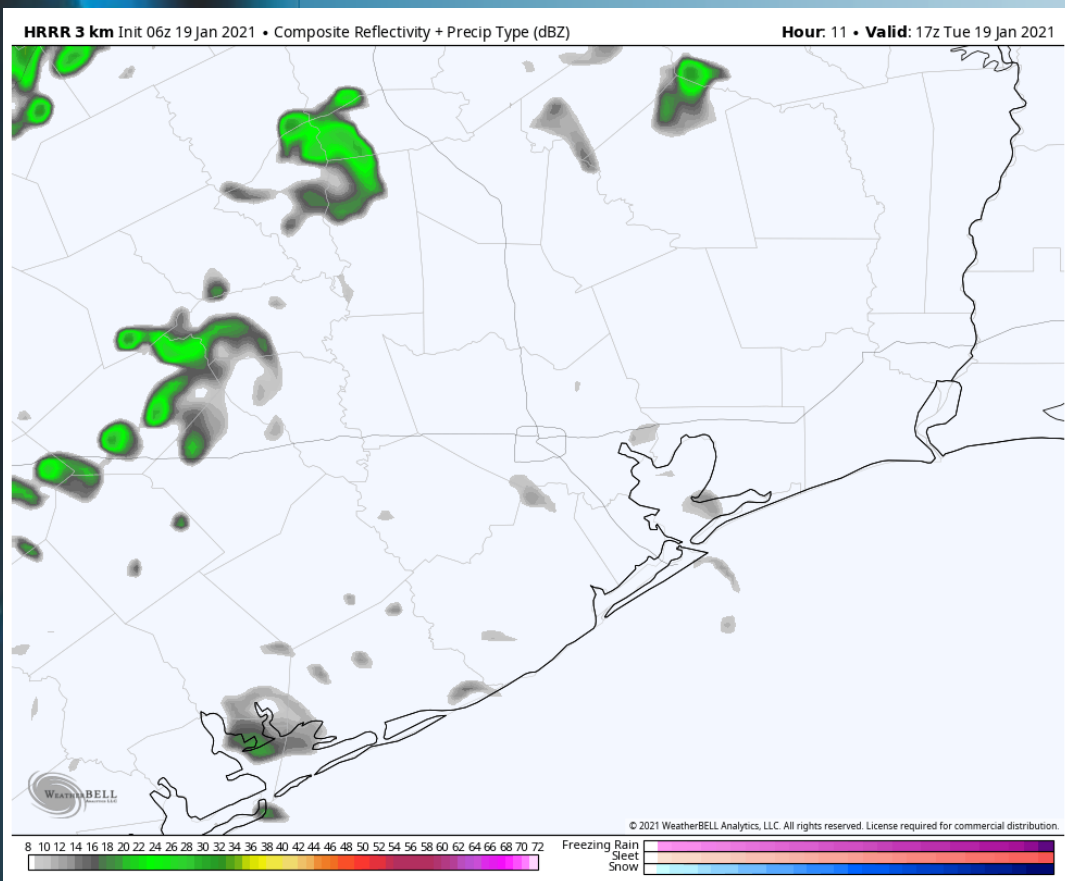 HRRR 3 km Init 06z 19 Jan 2021 • Composite Reflectivity + Precip Type (dBZ)
Hour: 11 • Valid: 17z Tue 19 Jan 2021
WEATHERBELL
ANALYTICS LLC
© 2021 WeatherBELL Analytics, LLC. All rights reserved. License required for commercial distribution.
8 10 12 14 16 18 20 22 24 26 28 30 32 34 36 38 40 42 44 46 48 50 52 54 56 58 60 62 64 66 68 70 72
Freezing Rain
Sleet
Snow